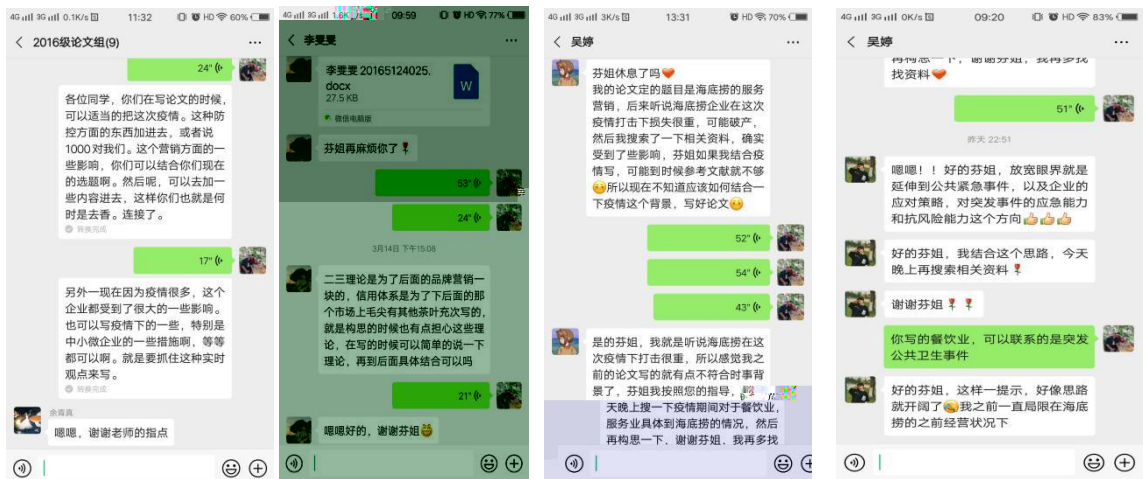 4G 3G 0.1K/s
11:32
HD 60%
2016级论文组(9)
24"
各位同学，你们在写论文的时候，
可以适当的把这次疫情。这种防
控方面的东西加进去，或者说
1000对我们。这个营销方面的一
些影响，你们可以结合你们现在
的选题啊。然后呢，可以去加一
些内容进去，这样你们也就是何
时是去香。连接了。
转换完成
17"
另外一现在因为疫情很多，这个
企业都受到了很大的一些影响。
也可以写疫情下的一些，特别是
中小微企业的一些措施啊，等等
都可以啊。就是要抓住这种实时
观点来写。
转换完成
余青真
嗯嗯，谢谢老师的指点
4G 3G 1.6K/s
09:59
HD 77%
李雯雯
李雯雯20165124025.
docx
27.5 KB
W
微信电脑版
芬姐再麻烦你了
53"
24"
3月14日 下午15:08
二三理论是为了后面的品牌营销一
块的，信用体系是为了下后面的那
个市场上毛尖有其他茶叶充次写的，
就是构思的时候也有点担心这些理
论，在写的时候可以简单的说一下
理论，再到后面具体结合可以吗
21"
嗯嗯好的，谢谢芬姐
4G 3G 3K/s
13:31
HD 70%
吴婷
芬姐休息了吗
我的论文定的题目是海底捞的服务
营销，后来听说海底捞企业在这次
疫情打击下损失很重，可能破产，
然后我搜索了一下相关资料，确实
受到了些影响，芬姐如果我结合疫
情写，可能到时候参考文献就不够
所以现在不知道应该如何结合一
下疫情这个背景，写好论文
52"
54"
43"
是的芬姐，我就是听说海底捞在这
次疫情下打击很重，所以感觉我之
前的论文写的就有点不符合时事背
景了，芬姐我按照您的指导，
天晚上搜一下疫情期间对于餐饮业，
服务业具体到海底捞的情况，然后
再构思一下，谢谢芬姐，我再多找
4G 3G 0K/s
09:20
HD 83%
吴婷
再构思一下，谢谢芬姐，我再多找
找资料
51"
昨天 22:51
嗯嗯！！好的芬姐，放宽眼界就是
延伸到公共紧急事件，以及企业的
应对策略，对突发事件的应急能力
和抗风险能力这个方向
好的芬姐，我结合这个思路，今天
晚上再搜索相关资料
谢谢芬姐
你写的餐饮业，可以联系的是突发
公共卫生事件
好的芬姐，这样一提示，好像思路
就开阔了我之前一直局限在海底
捞的之前经营状况下